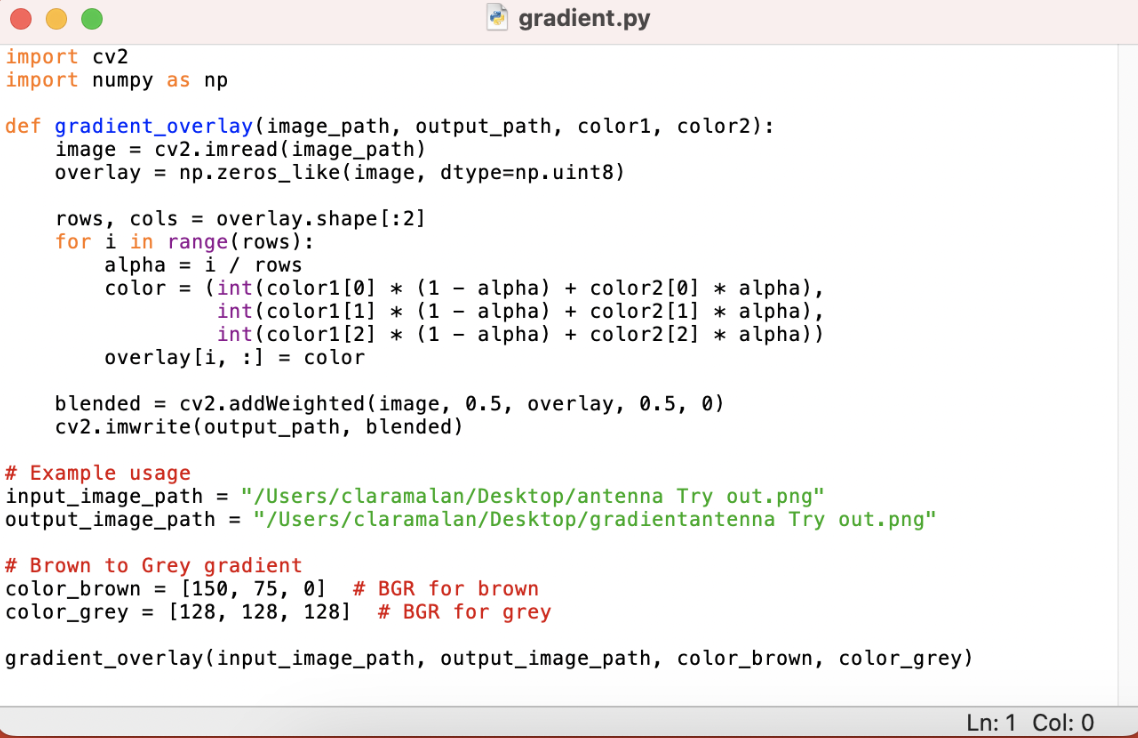 gradient.py
import cv2
import numpy as np
def gradient_overlay(image_path, output_path, color1, color2):
    image = cv2.imread(image_path)
    overlay = np.zeros_like(image, dtype=np.uint8)
    rows, cols = overlay.shape[:2]
    for i in range(rows):
        alpha = i / rows
        color = (int(color1[0] * (1 - alpha) + color2[0] * alpha),
                 int(color1[1] * (1 - alpha) + color2[1] * alpha),
                 int(color1[2] * (1 - alpha) + color2[2] * alpha))
        overlay[i, :] = color
    blended = cv2.addWeighted(image, 0.5, overlay, 0.5, 0)
    cv2.imwrite(output_path, blended)
# Example usage
input_image_path = "/Users/claramalan/Desktop/antenna Try out.png"
output_image_path = "/Users/claramalan/Desktop/gradientantenna Try out.png"
# Brown to Grey gradient
color_brown = [150, 75, 0]  # BGR for brown
color_grey = [128, 128, 128]  # BGR for grey
gradient_overlay(input_image_path, output_image_path, color_brown, color_grey)
Ln: 1 Col: 0